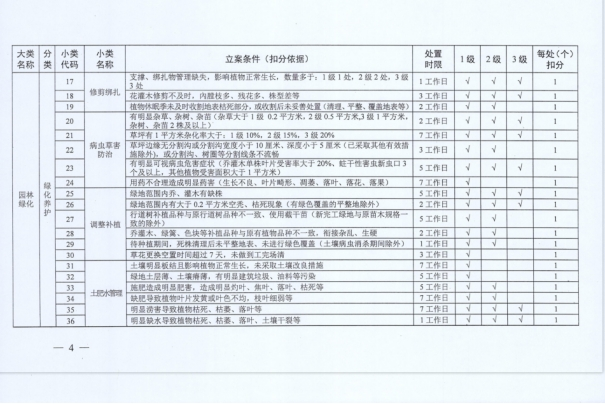 大类名称 分类 小类代码 小类名称 立案条件（扣分依据） 处置时限 1级 2级 3级 每处（个）扣分
园林绿化 绿化养护
17 修剪绑扎 支撑、绑扎物管理缺失，影响植物正常生长，数量多于：1级1处，2级2处，3级3处 1工作日 √ √ √ 1
18 花灌木修剪不及时，内膛枝多、残花多、株型差等 3工作日 √ √ √ 1
19 植物休眠季未及时收割地表枯死部分，或收割后未妥善处置（清理、平整、覆盖地表等） 2工作日 √ √ 1
20 病虫草害防治 有明显杂草、杂树、杂苗（杂草大于1级 0.2平方米，2级 0.5平方米，3级1平方米，杂树、杂苗2株及以上） 2工作日 √ √ √ 1
21 草坪有1平方米杂化率大于：1级10%，2级15%，3级20% 7工作日 √ √ √ 1
22 草坪边缘无分割沟或分割沟宽度小于10厘米、深度小于5厘米（已采取其他有效措施除外），或分割沟、树圈等分割线条不流畅 3工作日 √ √ 1
23 有明显可视病虫危害症状（乔灌木单株叶片受害率大于20%、蛀干性害虫新虫口3个及以上，其他植物受害面积大于1平方米） 5工作日 √ √ √ 1
24 用药不合理造成明显药害（生长不良、叶片畸形、凋萎、落叶、落花、落果） 7工作日 √ 1
25 调整补植 绿地范围内乔、灌木有缺株 5工作日 √ √ √ 1
26 绿地范围内有大于0.2平方米空秃、枯死现象（有绿色覆盖的平整地除外） 2工作日 √ √ √ 1
27 行道树补植品种与原行道树品种不一致、使用截干苗（新完工绿地与原苗木规格一致的除外） 5工作日 √ √ 1
28 乔灌木、绿篱、色块等补植品种与原有植物品种不一致，衔接杂乱、生硬 2工作日 √ √ 1
29 待种植期间，死株清理后未平整地表、未进行绿色覆盖（土壤病虫消杀期间除外） 1工作日 √ √ 1
30 草花更换空置时间超过7天，未做到工完场清 3工作日 √ 1
31 土肥水管理 土壤明显板结且影响植物正常生长，未采取土壤改良措施 7工作日 √ 1
32 绿地土层薄、土壤瘠薄，有明显建筑垃圾、油料等污染 5工作日 √ 1
33 施肥造成明显肥害，造成明显灼叶、焦叶、落叶、枯死等 5工作日 √ √ 1
34 缺肥导致植物叶片发黄或叶色不均，枝叶细弱等 7工作日 √ √ 1
35 明显涝害导致植物枯死、枯萎、落叶等 5工作日 √ √ √ 1
36 明显缺水导致植物枯死、枯萎、落叶、土壤干裂等 1工作日 √ √ √ 1
— 4 —